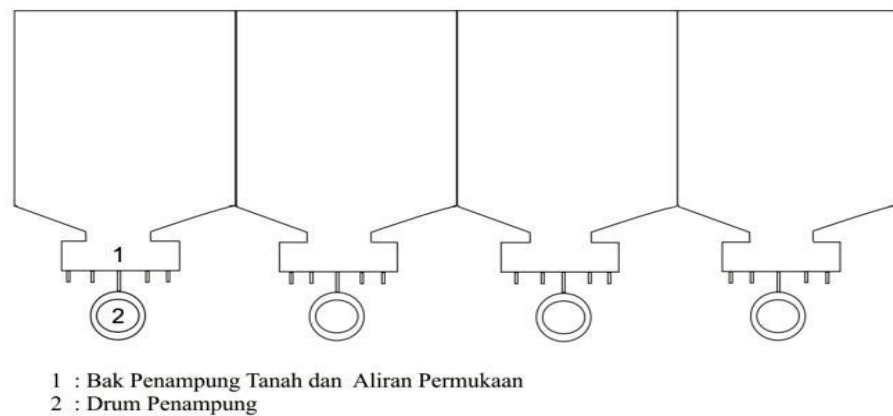 1
2
1 : Bak Penampung Tanah dan Aliran Permukaan
2 : Drum Penampung